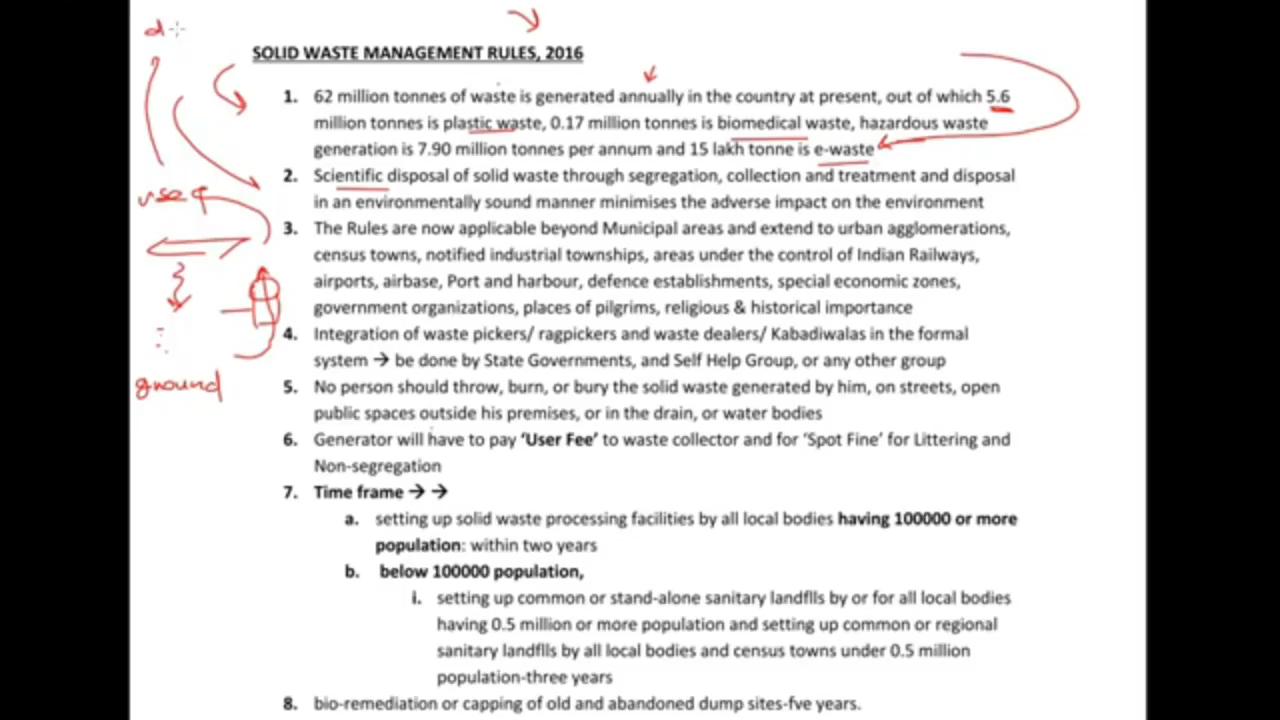 SOLID WASTE MANAGEMENT RULES, 2016
1. 62 million tonnes of waste is generated annually in the country at present, out of which 5.6
million tonnes is plastic waste, 0.17 million tonnes is biomedical waste, hazardous waste
generation is 7.90 million tonnes per annum and 15 lakh tonne is e-waste
2. Scientific disposal of solid waste through segregation, collection and treatment and disposal
in an environmentally sound manner minimises the adverse impact on the environment
use
3. The Rules are now applicable beyond Municipal areas and extend to urban agglomerations,
census towns, notified industrial townships, areas under the control of Indian Railways,
airports, airbase, Port and harbour, defence establishments, special economic zones,
government organizations, places of pilgrims, religious & historical importance
4. Integration of waste pickers/ ragpickers and waste dealers/ Kabadiwalas in the formal
system → be done by State Governments, and Self Help Group, or any other group
ground
5. No person should throw, burn, or bury the solid waste generated by him, on streets, open
public spaces outside his premises, or in the drain, or water bodies
6. Generator will have to pay ‘User Fee’ to waste collector and for ‘Spot Fine’ for Littering and
Non-segregation
7. Time frame → →
a. setting up solid waste processing facilities by all local bodies having 100000 or more
population: within two years
b. below 100000 population,
i. setting up common or stand-alone sanitary landflls by or for all local bodies
having 0.5 million or more population and setting up common or regional
sanitary landflls by all local bodies and census towns under 0.5 million
population-three years
8. bio-remediation or capping of old and abandoned dump sites-fve years.